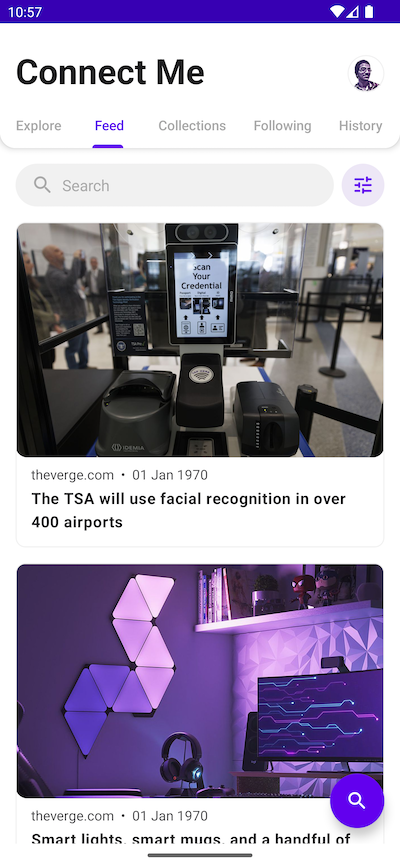 10:57
Connect Me
Explore Feed Collections Following History
Search
Scan
Your
Credential
IDEMIA
theverge.com • 01 Jan 1970
The TSA will use facial recognition in over
400 airports
theverge.com • 01 Jan 1970
Smart lights, smart mugs, and a handful of